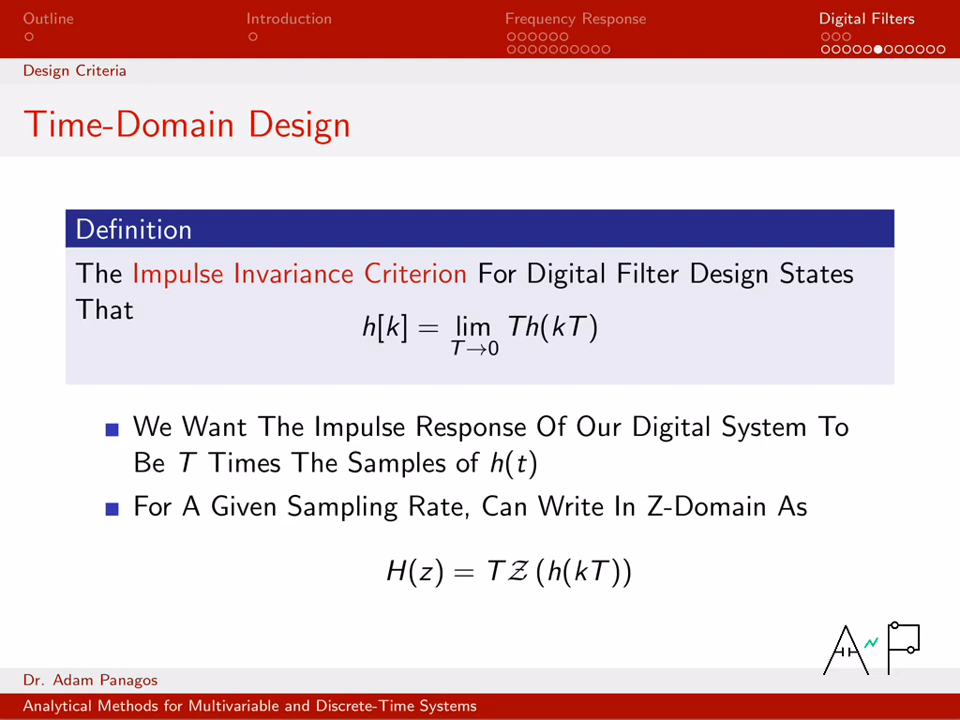 Outline
Introduction
Frequency Response
Digital Filters
Design Criteria
Time-Domain Design
Definition
The Impulse Invariance Criterion For Digital Filter Design States
That
h[k] = lim T→0 Th(kT)
We Want The Impulse Response Of Our Digital System To
Be T Times The Samples of h(t)
For A Given Sampling Rate, Can Write In Z-Domain As
H(z) = T𝒵(h(kT))
AP
Dr. Adam Panagos
Analytical Methods for Multivariable and Discrete-Time Systems